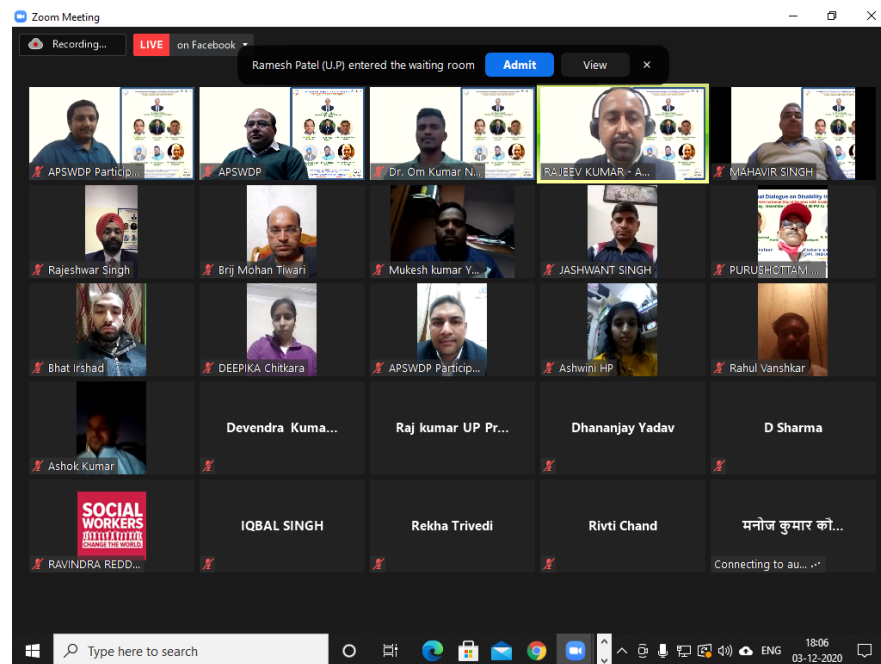 Zoom Meeting
Recording...
LIVE on Facebook
Ramesh Patel (U.P) entered the waiting room
Admit
View
APSWDP Particip...
APSWDP
Dr. Om Kumar N...
RAJEEV KUMAR - A...
MAHAVIR SINGH
Rajeshwar Singh
Brij Mohan Tiwari
Mukesh kumar Y...
JASHWANT SINGH
PURUSHOTTAM ...
Bhat Irshad
DEEPIKA Chitkara
APSWDP Particip...
Ashwini HP
Rahul Vanshkar
Ashok Kumar
Devendra Kuma...
Raj kumar UP Pr...
Dhananjay Yadav
D Sharma
SOCIAL
WORKERS
CHANGE THE WORLD.
RAVINDRA REDD...
IQBAL SINGH
Rekha Trivedi
Rivti Chand
मनोज कुमार को...
Connecting to au...
Type here to search
ENG
18:06
03-12-2020